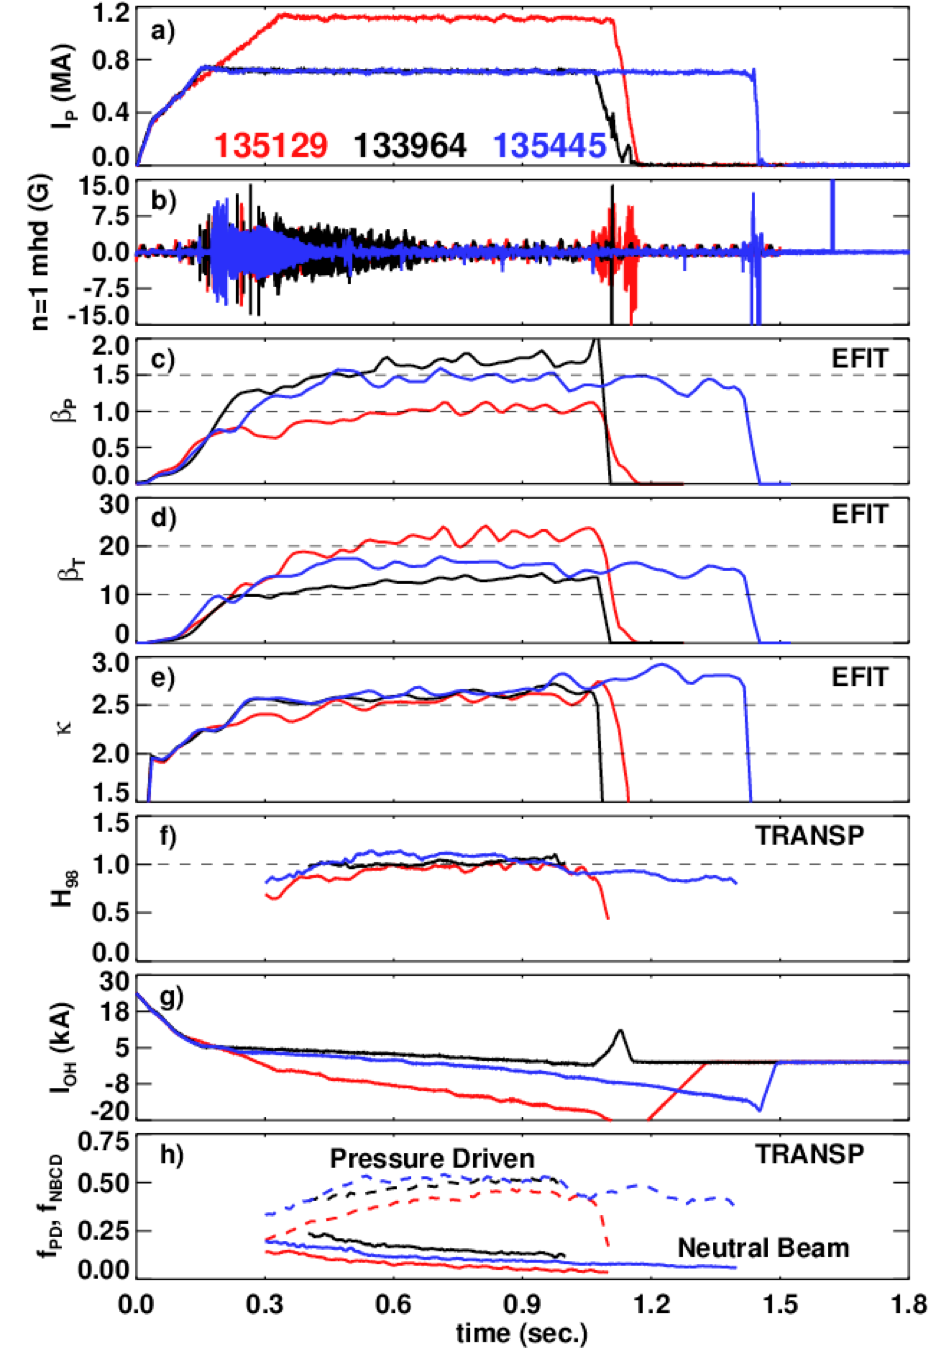 1.2
a)
0.8
I_P (MA)
0.4
135129 133964 135445
0.0
15.0
b)
7.5
n=1 mhd (G)
0.0
-7.5
-15.0
2.0
c)
EFIT
1.5
β_P
1.0
0.5
0.0
30
d)
EFIT
20
β_T
10
0
3.0
e)
EFIT
2.5
κ
2.0
1.5
1.5
f)
TRANSP
1.0
H_98
0.5
0.0
30
g)
18
I_OH (kA)
5
-8
-20
0.75
h)
TRANSP
Pressure Driven
0.50
f_PD, f_NBCD
0.25
Neutral Beam
0.00
0.0 0.3 0.6 0.9 1.2 1.5 1.8
time (sec.)